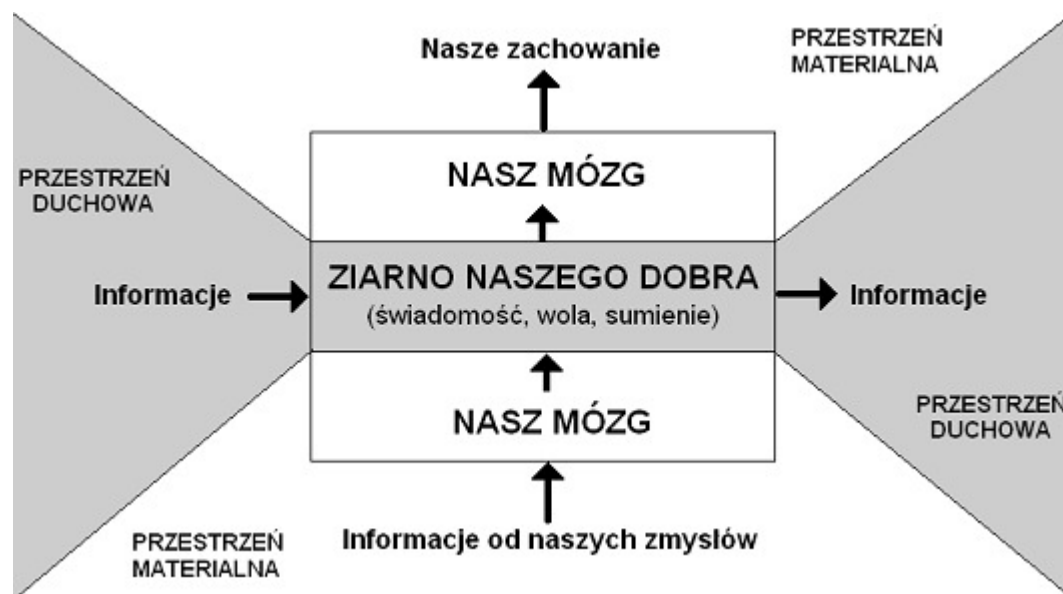 Nasze zachowanie
PRZESTRZEŃ
MATERIALNA
NASZ MÓZG
PRZESTRZEŃ
DUCHOWA
ZIARNO NASZEGO DOBRA
(świadomość, wola, sumienie)
Informacje
Informacje
NASZ MÓZG
PRZESTRZEŃ
DUCHOWA
Informacje od naszych zmysłów
PRZESTRZEŃ
MATERIALNA